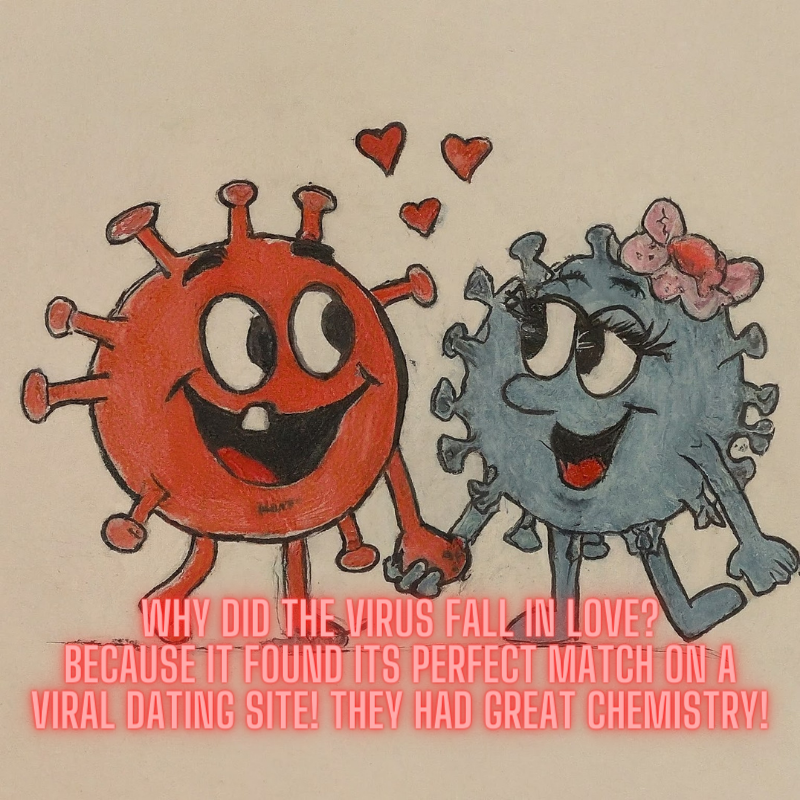 WHY DID THE VIRUS FALL IN LOVE?
BECAUSE IT FOUND ITS PERFECT MATCH ON A
VIRAL DATING SITE! THEY HAD GREAT CHEMISTRY!